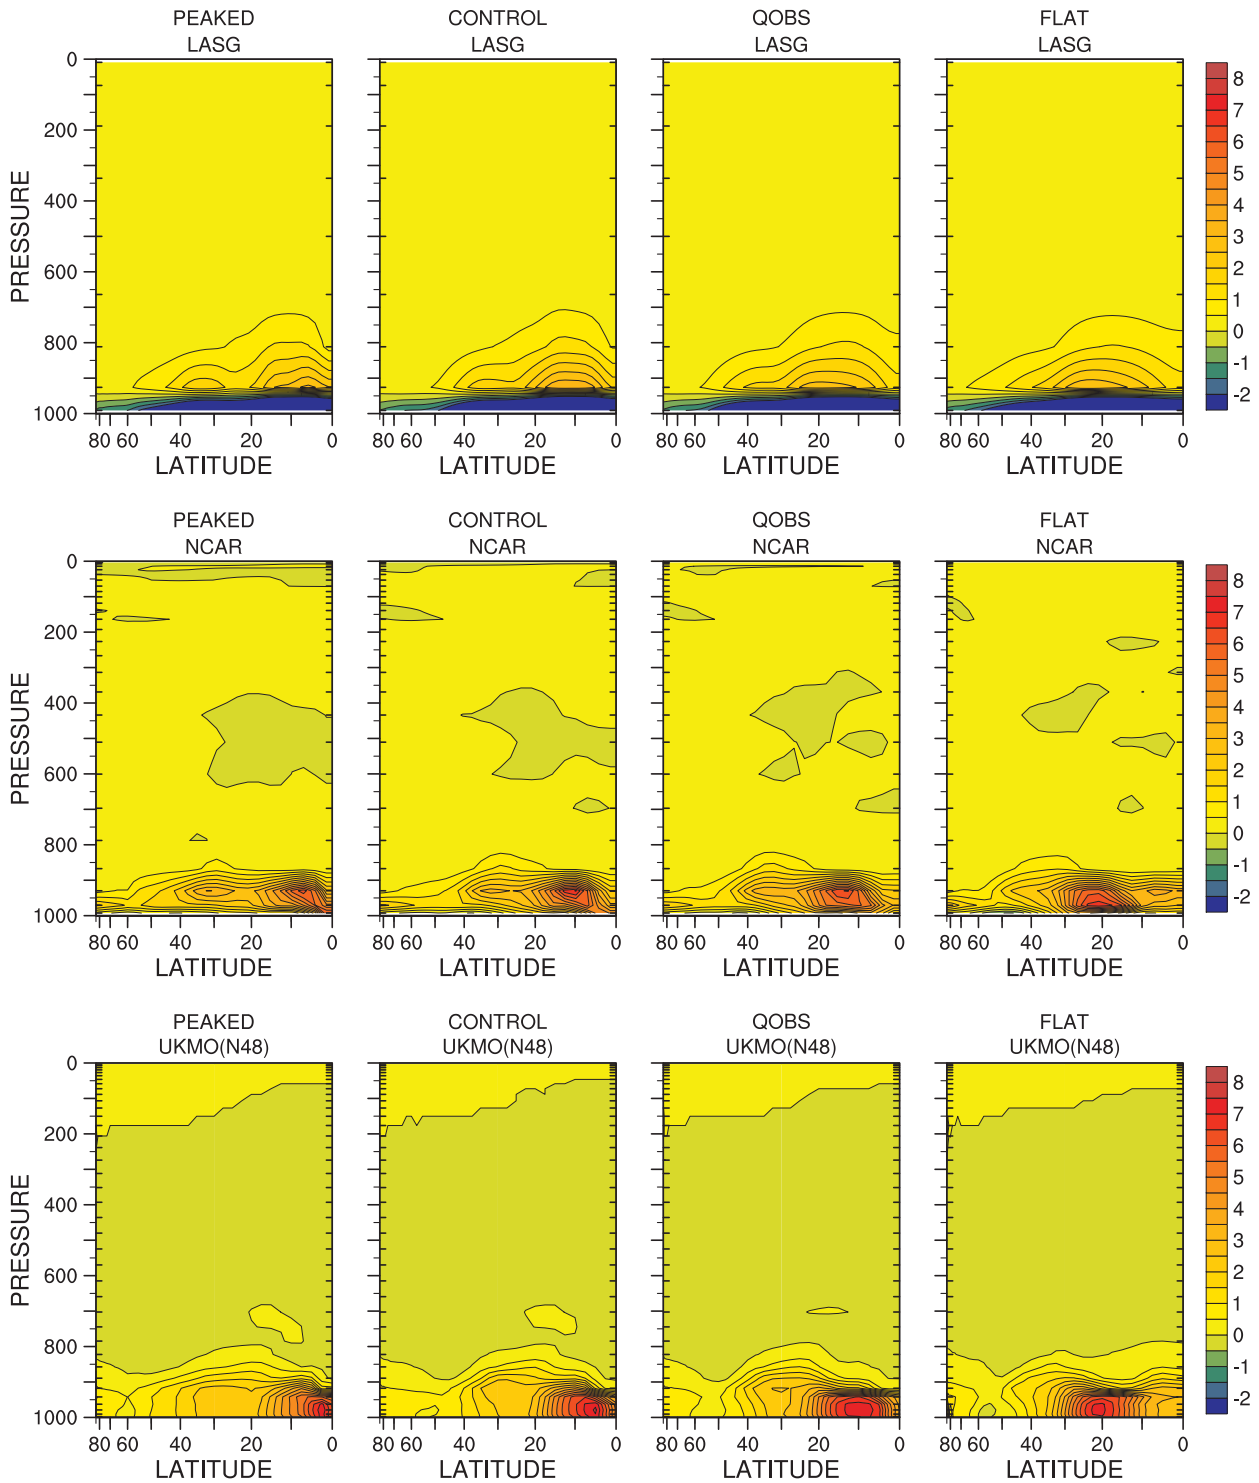 PEAKED CONTROL QOBS FLAT
LASG LASG LASG LASG
0
200
400
600
800
1000
PRESSURE
80 60 40 20 0
80 60 40 20 0
80 60 40 20 0
80 60 40 20 0
LATITUDE LATITUDE LATITUDE LATITUDE
8
7
6
5
4
3
2
1
0
-1
-2
PEAKED CONTROL QOBS FLAT
NCAR NCAR NCAR NCAR
0
200
400
600
800
1000
PRESSURE
80 60 40 20 0
80 60 40 20 0
80 60 40 20 0
80 60 40 20 0
LATITUDE LATITUDE LATITUDE LATITUDE
8
7
6
5
4
3
2
1
0
-1
-2
PEAKED CONTROL QOBS FLAT
UKMO(N48) UKMO(N48) UKMO(N48) UKMO(N48)
0
200
400
600
800
1000
PRESSURE
80 60 40 20 0
80 60 40 20 0
80 60 40 20 0
80 60 40 20 0
LATITUDE LATITUDE LATITUDE LATITUDE
8
7
6
5
4
3
2
1
0
-1
-2